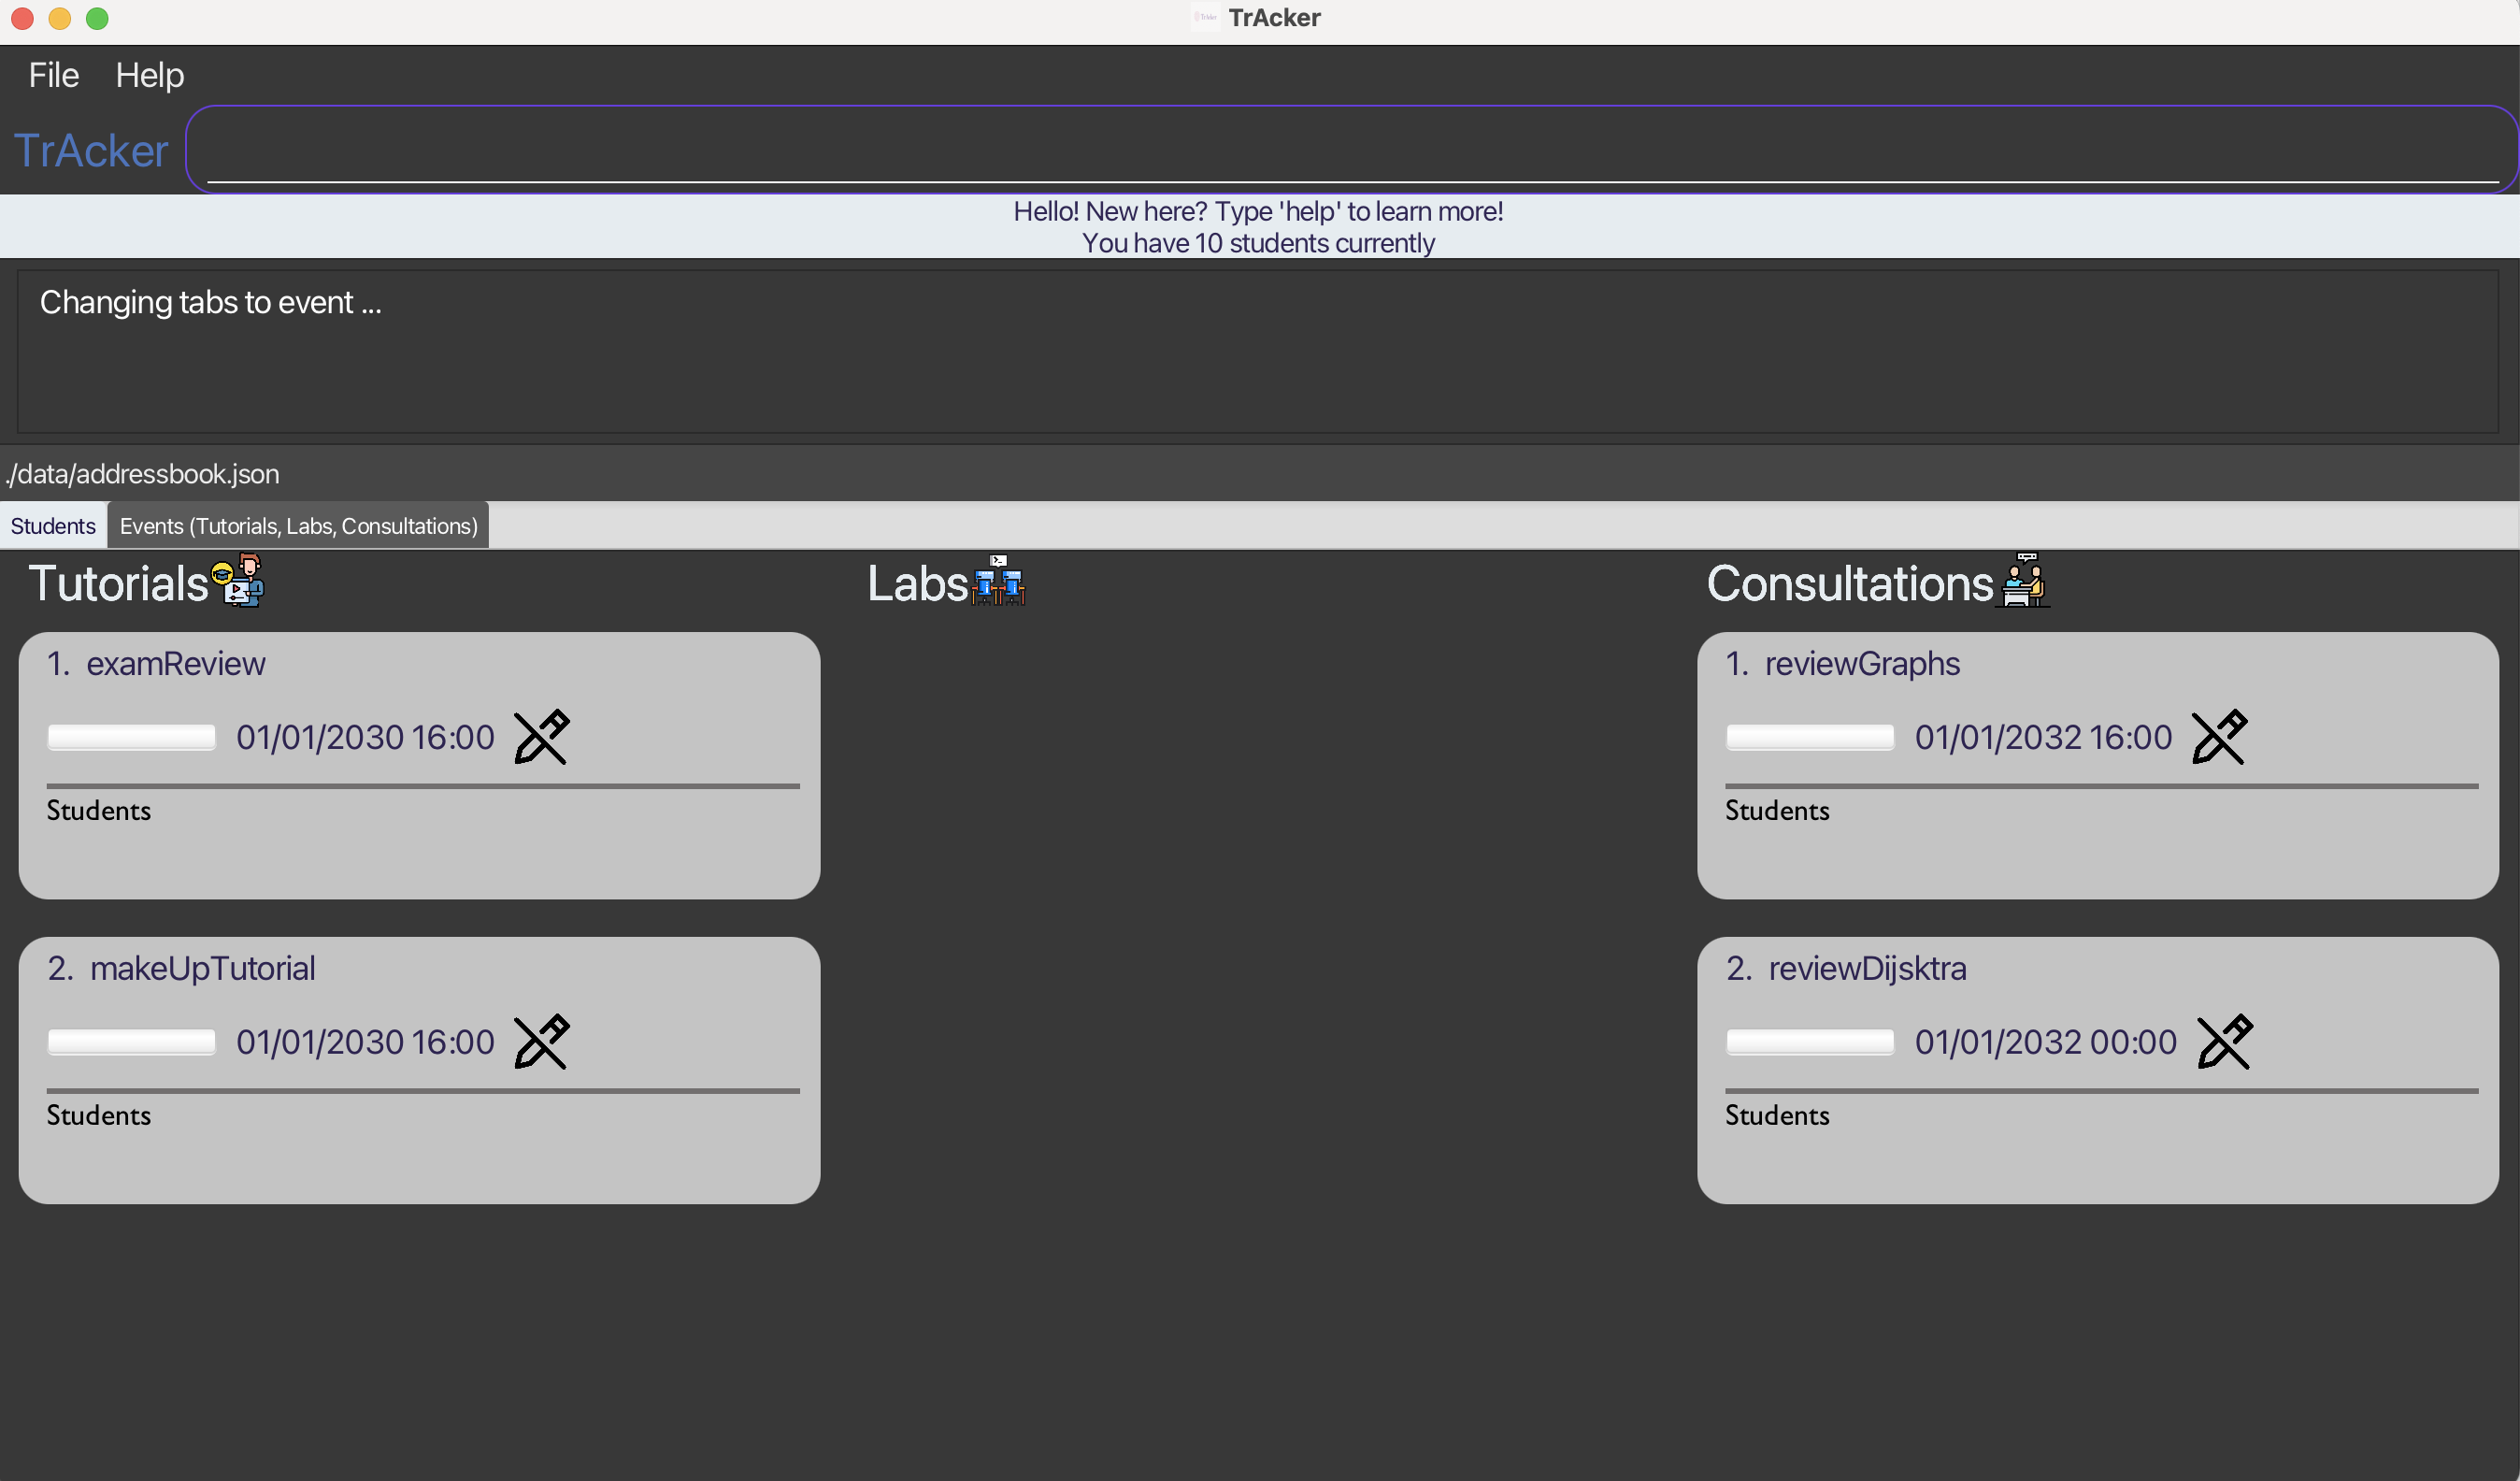 TrAcker
File Help
TrAcker
Hello! New here? Type 'help' to learn more!
You have 10 students currently
Changing tabs to event ...
./data/addressbook.json
Students Events (Tutorials, Labs, Consultations)
Tutorials Labs Consultations
1. examReview
01/01/2030 16:00
Students
2. makeUpTutorial
01/01/2030 16:00
Students
1. reviewGraphs
01/01/2032 16:00
Students
2. reviewDijsktra
01/01/2032 00:00
Students